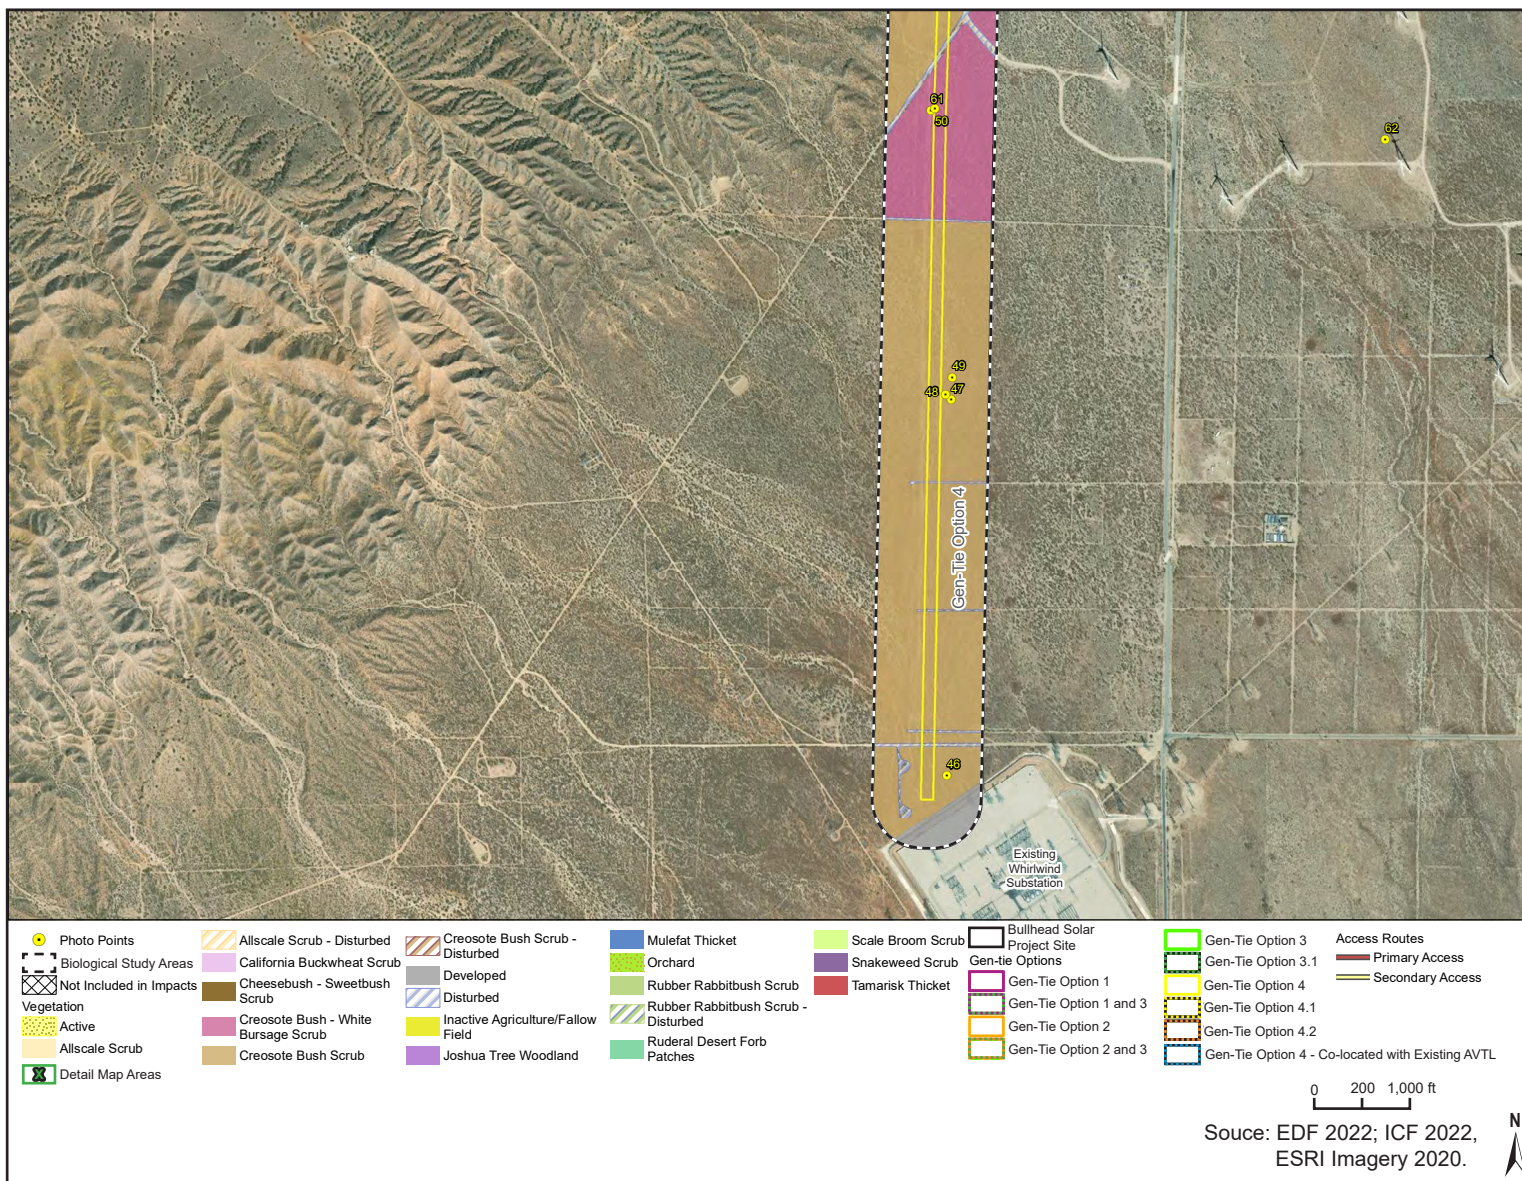 61
50
62
49
48
47
Gen-Tie Option 4
46
Existing
Whirlwind
Substation
Photo Points
Biological Study Areas
Not Included in Impacts
Vegetation
Active
Allscale Scrub
Detail Map Areas
Allscale Scrub - Disturbed
California Buckwheat Scrub
Cheesebush - Sweetbush
Scrub
Creosote Bush - White
Bursage Scrub
Creosote Bush Scrub
Creosote Bush Scrub -
Disturbed
Developed
Disturbed
Inactive Agriculture/Fallow
Field
Joshua Tree Woodland
Mulefat Thicket
Orchard
Rubber Rabbitbush Scrub
Rubber Rabbitbush Scrub -
Disturbed
Ruderal Desert Forb
Patches
Scale Broom Scrub
Snakeweed Scrub
Tamarisk Thicket
Bullhead Solar
Project Site
Gen-tie Options
Gen-Tie Option 1
Gen-Tie Option 1 and 3
Gen-Tie Option 2
Gen-Tie Option 2 and 3
Gen-Tie Option 3
Gen-Tie Option 3.1
Gen-Tie Option 4
Gen-Tie Option 4.1
Gen-Tie Option 4.2
Gen-Tie Option 4 - Co-located with Existing AVTL
Access Routes
Primary Access
Secondary Access
0 200 1,000 ft
Souce: EDF 2022; ICF 2022,
ESRI Imagery 2020.
N